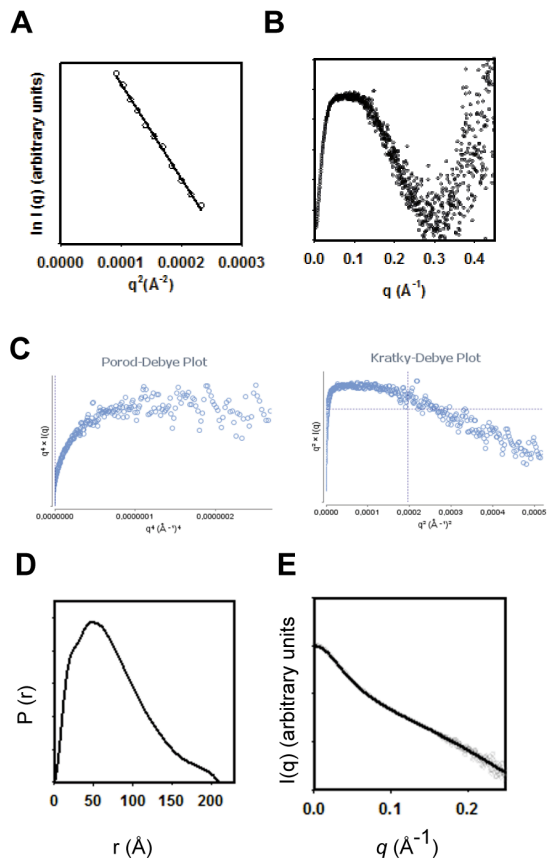 A
ln I (q) (arbitrary units)
0.0000 0.0001 0.0002 0.0003
q²(Å⁻²)
B
0.0 0.1 0.2 0.3 0.4
q (Å⁻¹)
C
Porod-Debye Plot
q⁴ × I(q)
0.0000000 0.0000001 0.0000002
q⁴ (Å⁻¹)⁴
Kratky-Debye Plot
q² × I(q)
0.0000 0.0001 0.0002 0.0003 0.0004 0.0005
q² (Å⁻¹)²
D
P (r)
0 50 100 150 200
r (Å)
E
I(q) (arbitrary units
0.0 0.1 0.2
q (Å⁻¹)